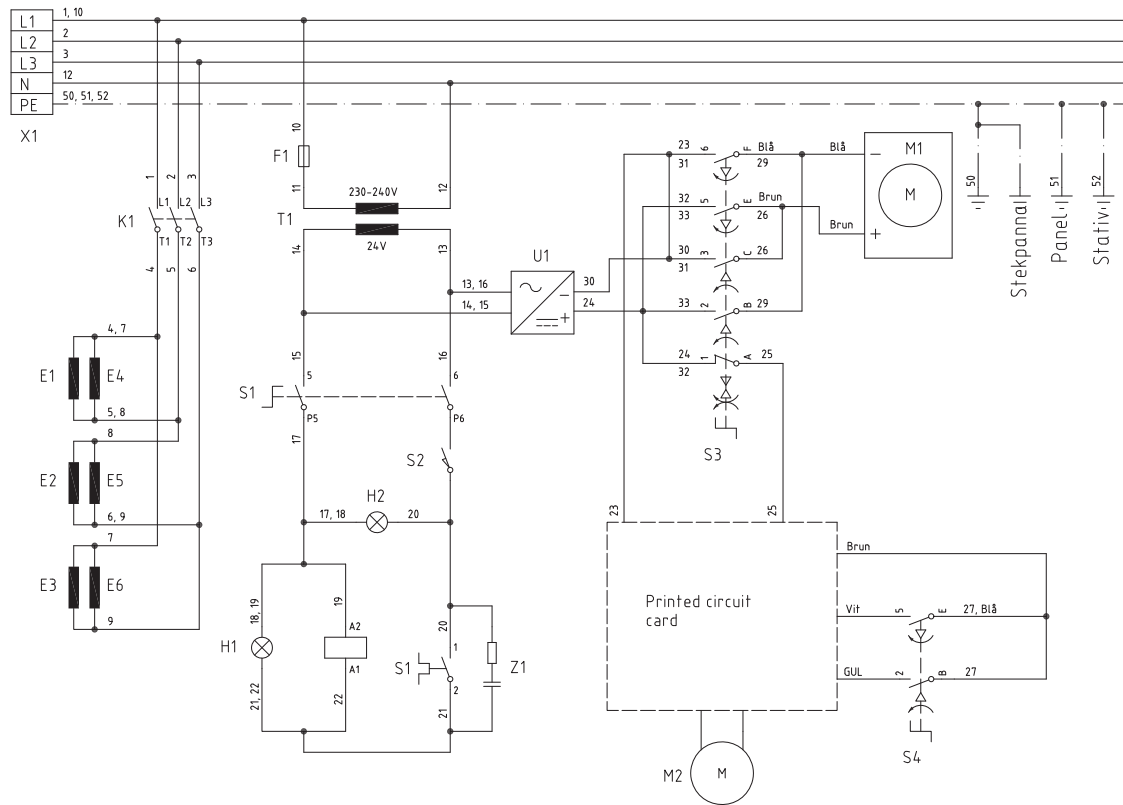 L1 1, 10
L2 2
L3 3
N 12
PE 50, 51, 52
X1
1 2 3
K1 L1 L2 L3
T1 T2 T3
4 5 6
4, 7
E1 E4
5, 8
8
E2 E5
6, 9
7
E3 E6
9
10
F1
11 12
230-240V
T1
24V
14 13
13, 16
14, 15
U1
30
24
15 16
S1 5 6
P5 P6
17
S2
H2
17, 18 20
18, 19 19
H1 A2
A1
21, 22 22
20
S1 1
2
Z1
21
23 6 F Blå Blå
31 29
32 5 E Brun
33 26
Brun
30 3 C 26
31
33 2 B 29
24 1 A 25
32
S3
M1
M
-
+
50 51 52
Stekpanna
Panel
Stativ
23 25
Printed circuit
card
Brun
Vit 5 E 27, Blå
GUL 2 B 27
S4
M2 M